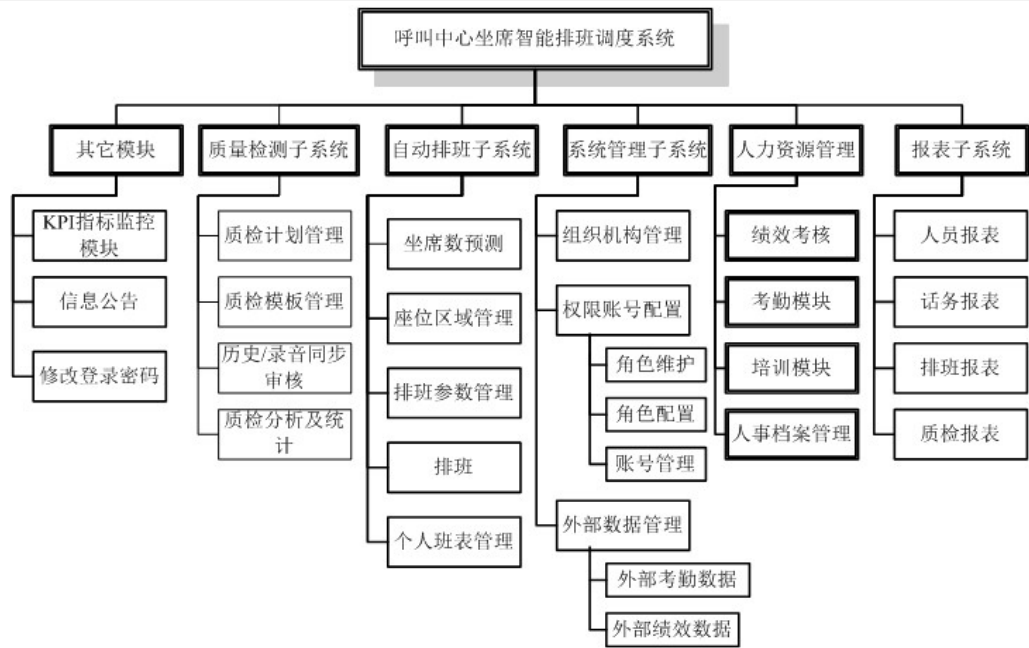 呼叫中心坐席智能排班调度系统
其它模块
质量检测子系统
自动排班子系统
系统管理子系统
人力资源管理
报表子系统
KPI指标监控
模块
信息公告
修改登录密码
质检计划管理
质检模板管理
历史/录音同步
审核
质检分析及统
计
坐席数预测
座位区域管理
排班参数管理
排班
个人班表管理
组织机构管理
权限账号配置
角色维护
角色配置
账号管理
外部数据管理
外部考勤数据
外部绩效数据
绩效考核
考勤模块
培训模块
人事档案管理
人员报表
话务报表
排班报表
质检报表